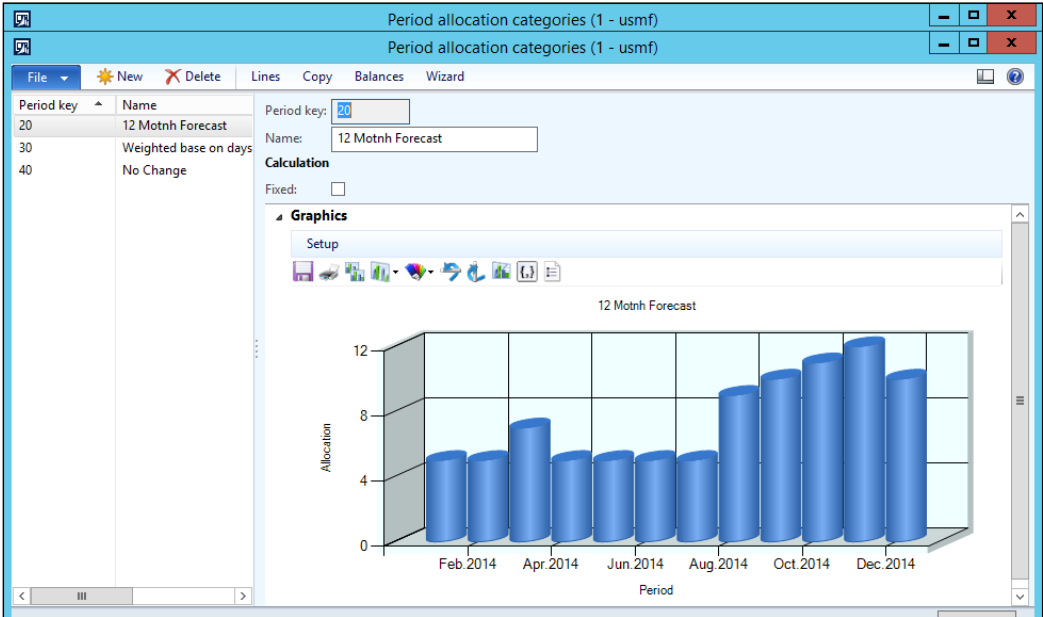 Period allocation categories (1 - usmf)
Period allocation categories (1 - usmf)
File New Delete Lines Copy Balances Wizard
Period key Name
20 12 Motnh Forecast
30 Weighted base on days
40 No Change
Period key: 20
Name: 12 Motnh Forecast
Calculation
Fixed:
Graphics
Setup
12 Motnh Forecast
12
8
4
0
Allocation
Feb.2014 Apr.2014 Jun.2014 Aug.2014 Oct.2014 Dec.2014
Period